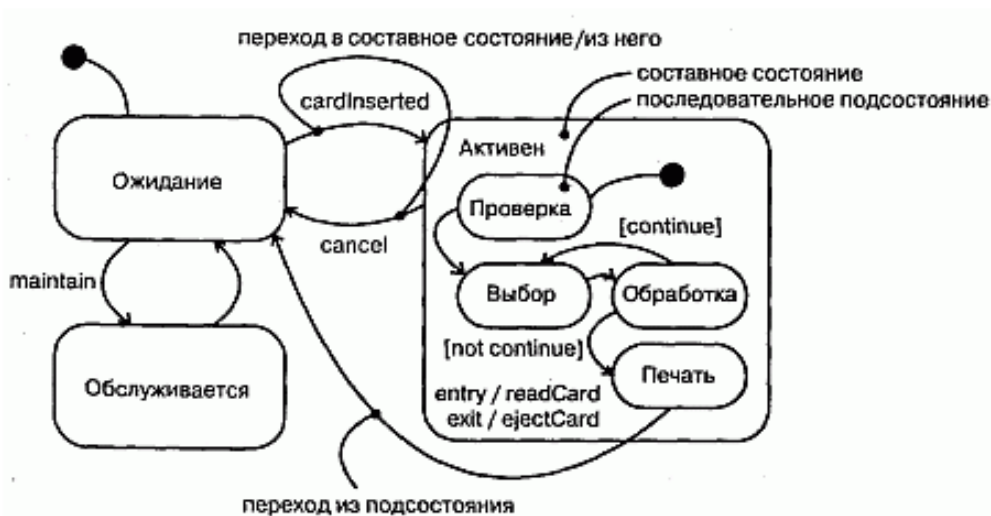 переход в составное состояние/из него
cardInserted
составное состояние
последовательное подсостояние
Активен
Ожидание
Проверка
[continue]
cancel
maintain
Выбор
Обработка
[not continue]
Обслуживается
Печать
entry / readCard
exit / ejectCard
переход из подсостояния